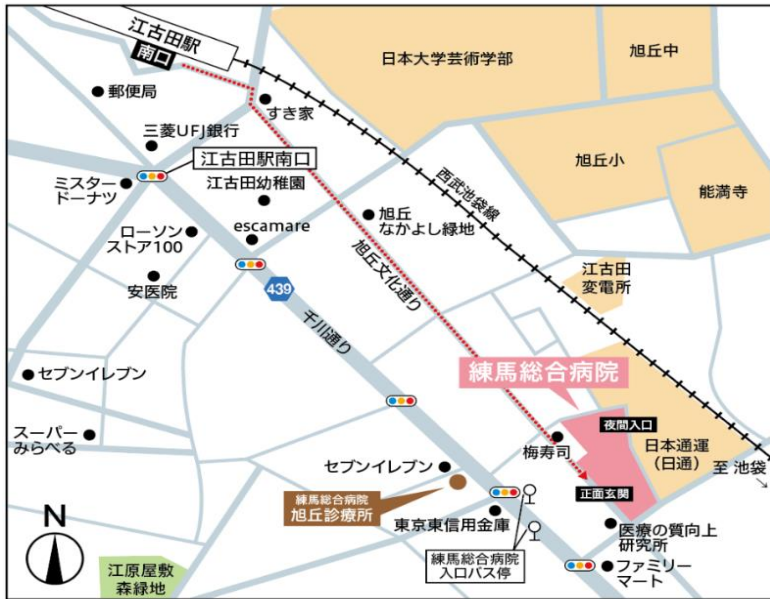 江古田駅
南口
日本大学芸術学部
旭丘中
郵便局
すき家
三菱UFJ銀行
江古田駅南口
旭丘小
ミスター
ドーナツ
江古田幼稚園
西武池袋線
能満寺
ローソン
ストア100
escamare
旭丘
なかよし緑地
旭丘文化通り
安医院
439
江古田
変電所
千川通り
セブンイレブン
練馬総合病院
スーパー
みらべる
夜間入口
梅寿司
日本通運
(日通)
至 池袋
→
セブンイレブン
練馬総合病院
旭丘診療所
正面玄関
N
東京東信用金庫
医療の質向上
研究所
練馬総合病院
入口バス停
江原屋敷
森緑地
ファミリー
マート